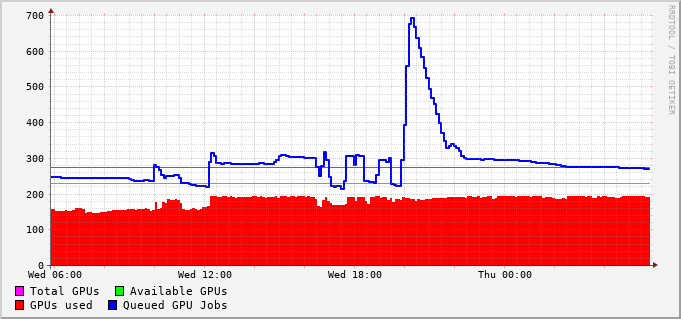 700
600
500
400
300
200
100
0
Wed 06:00 Wed 12:00 Wed 18:00 Thu 00:00
Total GPUs Available GPUs
GPUs used Queued GPU Jobs
RRDTOOL / TOBI OETIKER